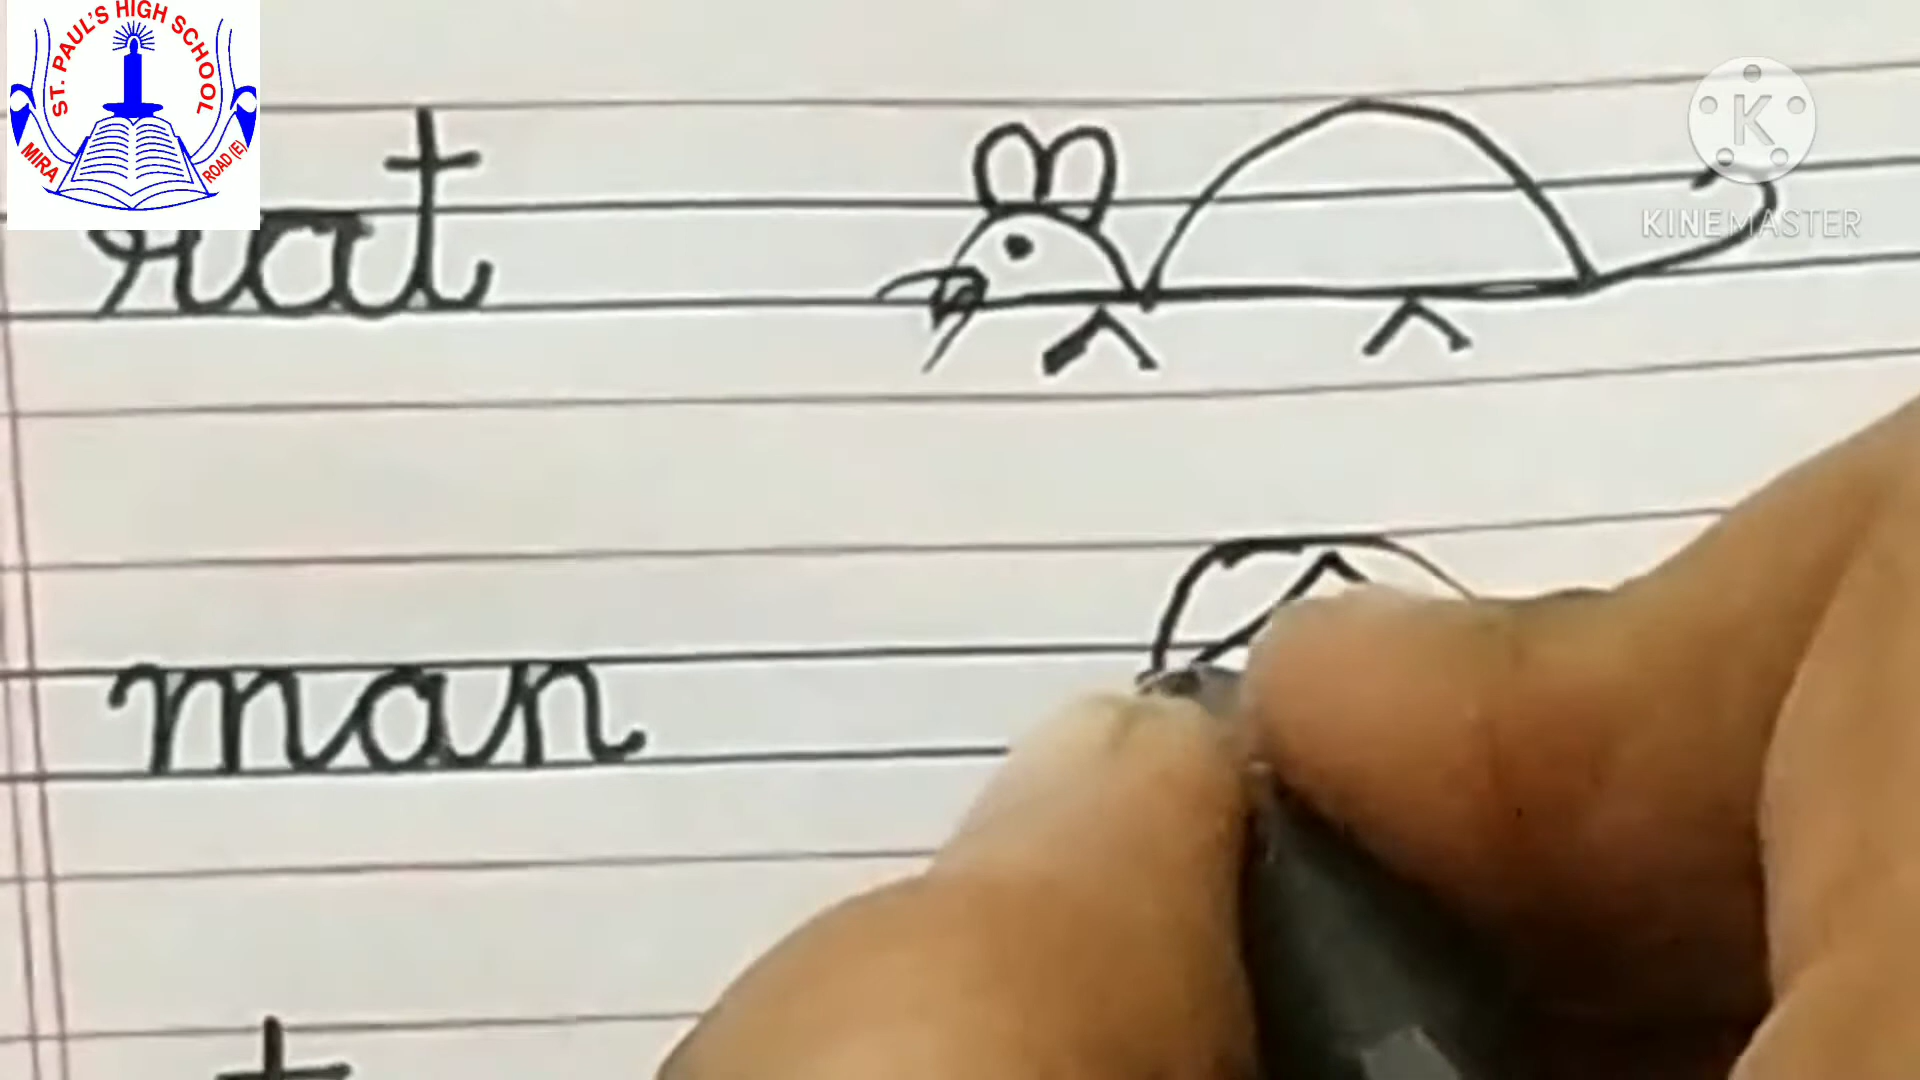 ST. PAUL'S HIGH SCHOOL
MIRA ROAD (E)
K
KINEMASTER
rat
man